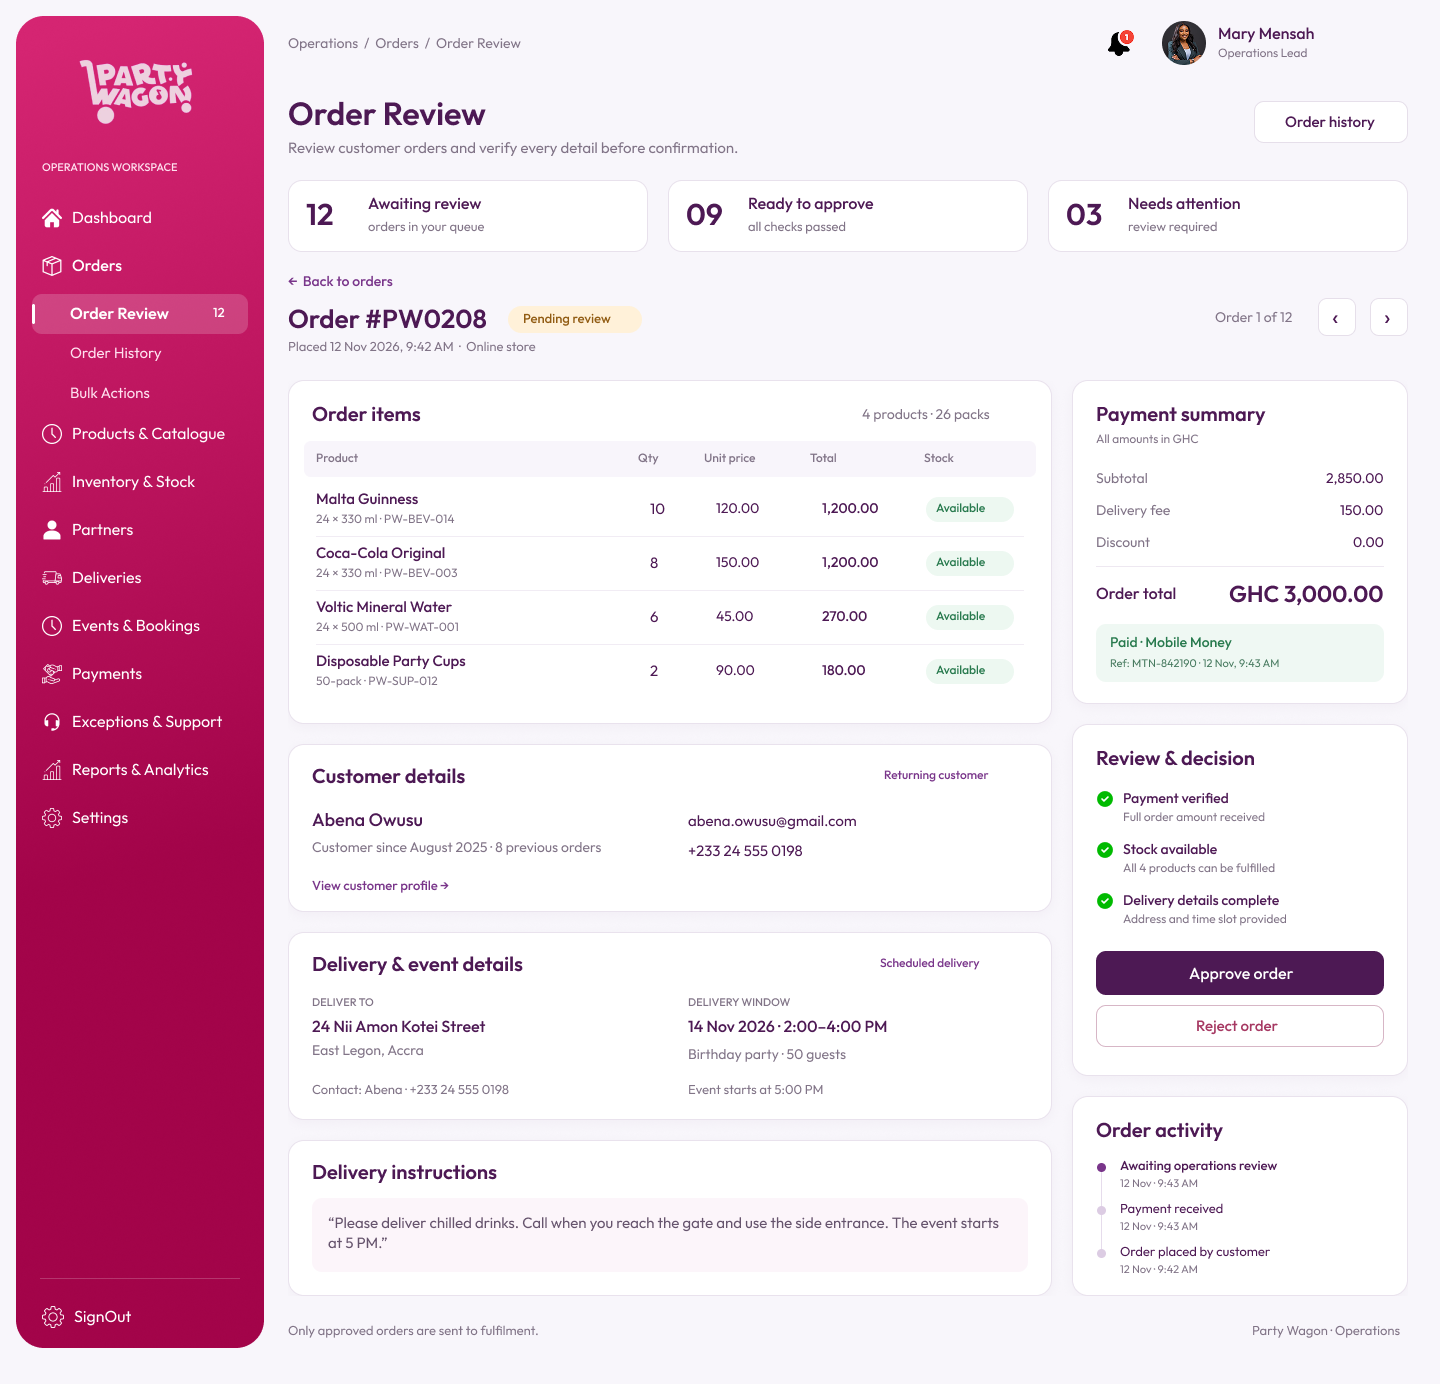 PARTY
WAGON
OPERATIONS WORKSPACE
Dashboard
Orders
Order Review 12
Order History
Bulk Actions
Products & Catalogue
Inventory & Stock
Partners
Deliveries
Events & Bookings
Payments
Exceptions & Support
Reports & Analytics
Settings
SignOut
Operations / Orders / Order Review
1
Mary Mensah
Operations Lead
Order Review
Review customer orders and verify every detail before confirmation.
Order history
12 Awaiting review
orders in your queue
09 Ready to approve
all checks passed
03 Needs attention
review required
← Back to orders
Order #PW0208 Pending review
Placed 12 Nov 2026, 9:42 AM · Online store
Order 1 of 12 ‹ ›
Order items 4 products · 26 packs
Product Qty Unit price Total Stock
Malta Guinness
24 × 330 ml · PW-BEV-014
10 120.00 1,200.00 Available
Coca-Cola Original
24 × 330 ml · PW-BEV-003
8 150.00 1,200.00 Available
Voltic Mineral Water
24 × 500 ml · PW-WAT-001
6 45.00 270.00 Available
Disposable Party Cups
50-pack · PW-SUP-012
2 90.00 180.00 Available
Customer details Returning customer
Abena Owusu
Customer since August 2025 · 8 previous orders
View customer profile →
abena.owusu@gmail.com
+233 24 555 0198
Delivery & event details Scheduled delivery
DELIVER TO
24 Nii Amon Kotei Street
East Legon, Accra
Contact: Abena · +233 24 555 0198
DELIVERY WINDOW
14 Nov 2026 · 2:00–4:00 PM
Birthday party · 50 guests
Event starts at 5:00 PM
Delivery instructions
“Please deliver chilled drinks. Call when you reach the gate and use the side entrance. The event starts
at 5 PM.”
Payment summary
All amounts in GHC
Subtotal 2,850.00
Delivery fee 150.00
Discount 0.00
Order total GHC 3,000.00
Paid · Mobile Money
Ref: MTN-842190 · 12 Nov, 9:43 AM
Review & decision
Payment verified
Full order amount received
Stock available
All 4 products can be fulfilled
Delivery details complete
Address and time slot provided
Approve order
Reject order
Order activity
Awaiting operations review
12 Nov · 9:43 AM
Payment received
12 Nov · 9:43 AM
Order placed by customer
12 Nov · 9:42 AM
Only approved orders are sent to fulfilment.
Party Wagon · Operations